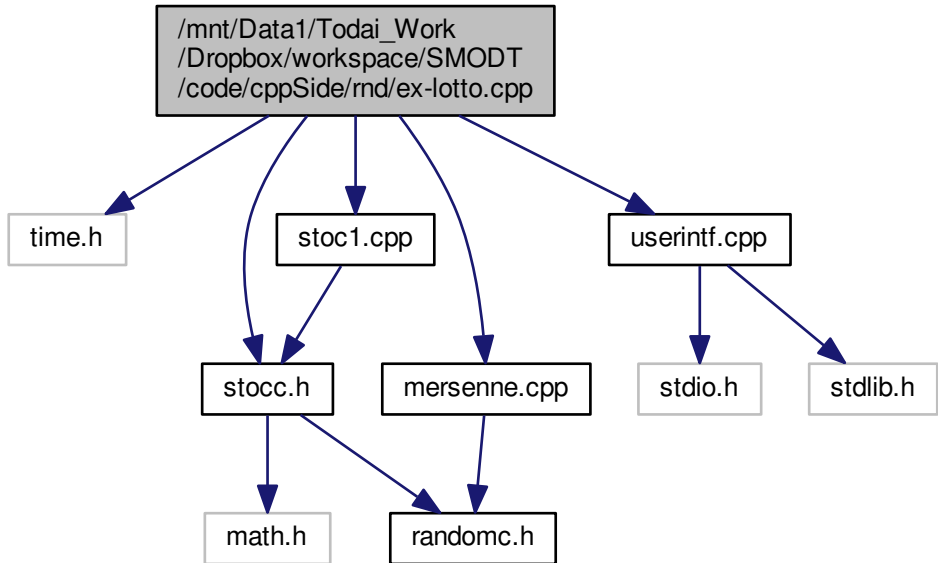 /mnt/Data1/Todai_Work
/Dropbox/workspace/SMODT
/code/cppSide/rnd/ex-lotto.cpp
time.h
stoc1.cpp
userintf.cpp
stocc.h
mersenne.cpp
stdio.h
stdlib.h
math.h
randomc.h